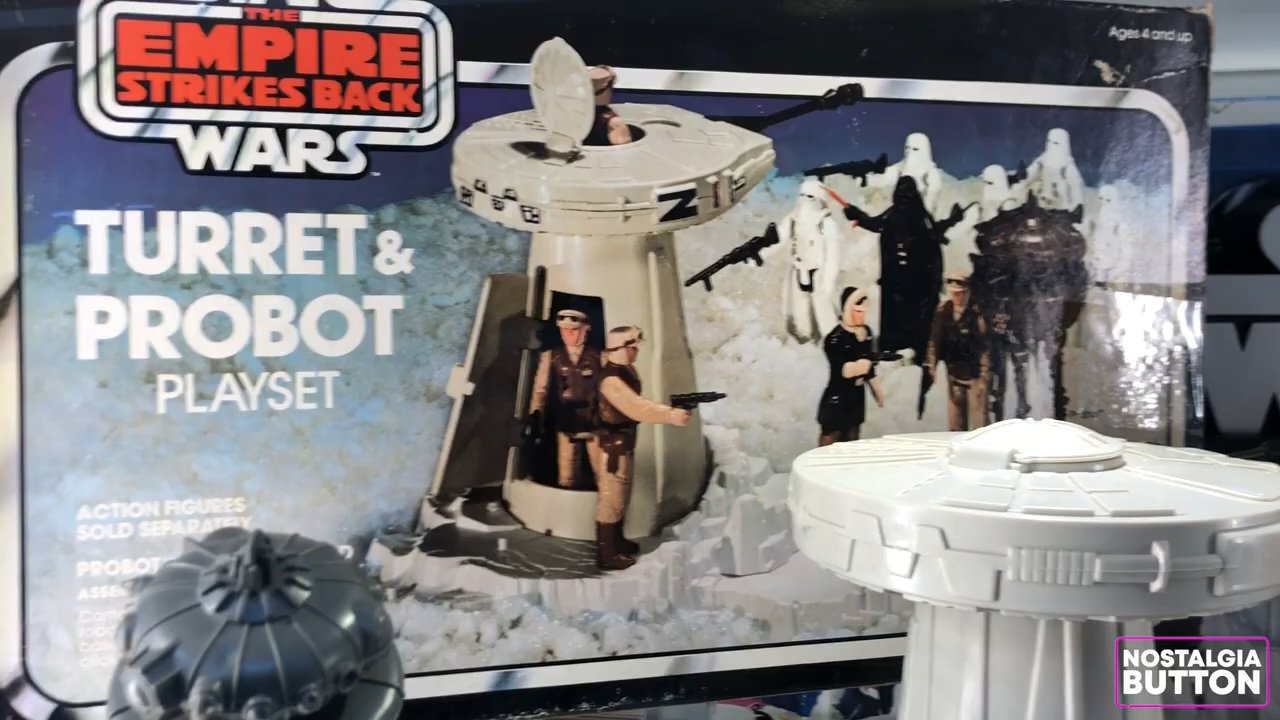 THE
EMPIRE
STRIKES BACK
WARS
™
Ages 4 and up
TURRET &
PROBOT
PLAYSET
ACTION FIGURES
SOLD SEPARATELY
PROBOT
NOSTALGIA
BUTTON